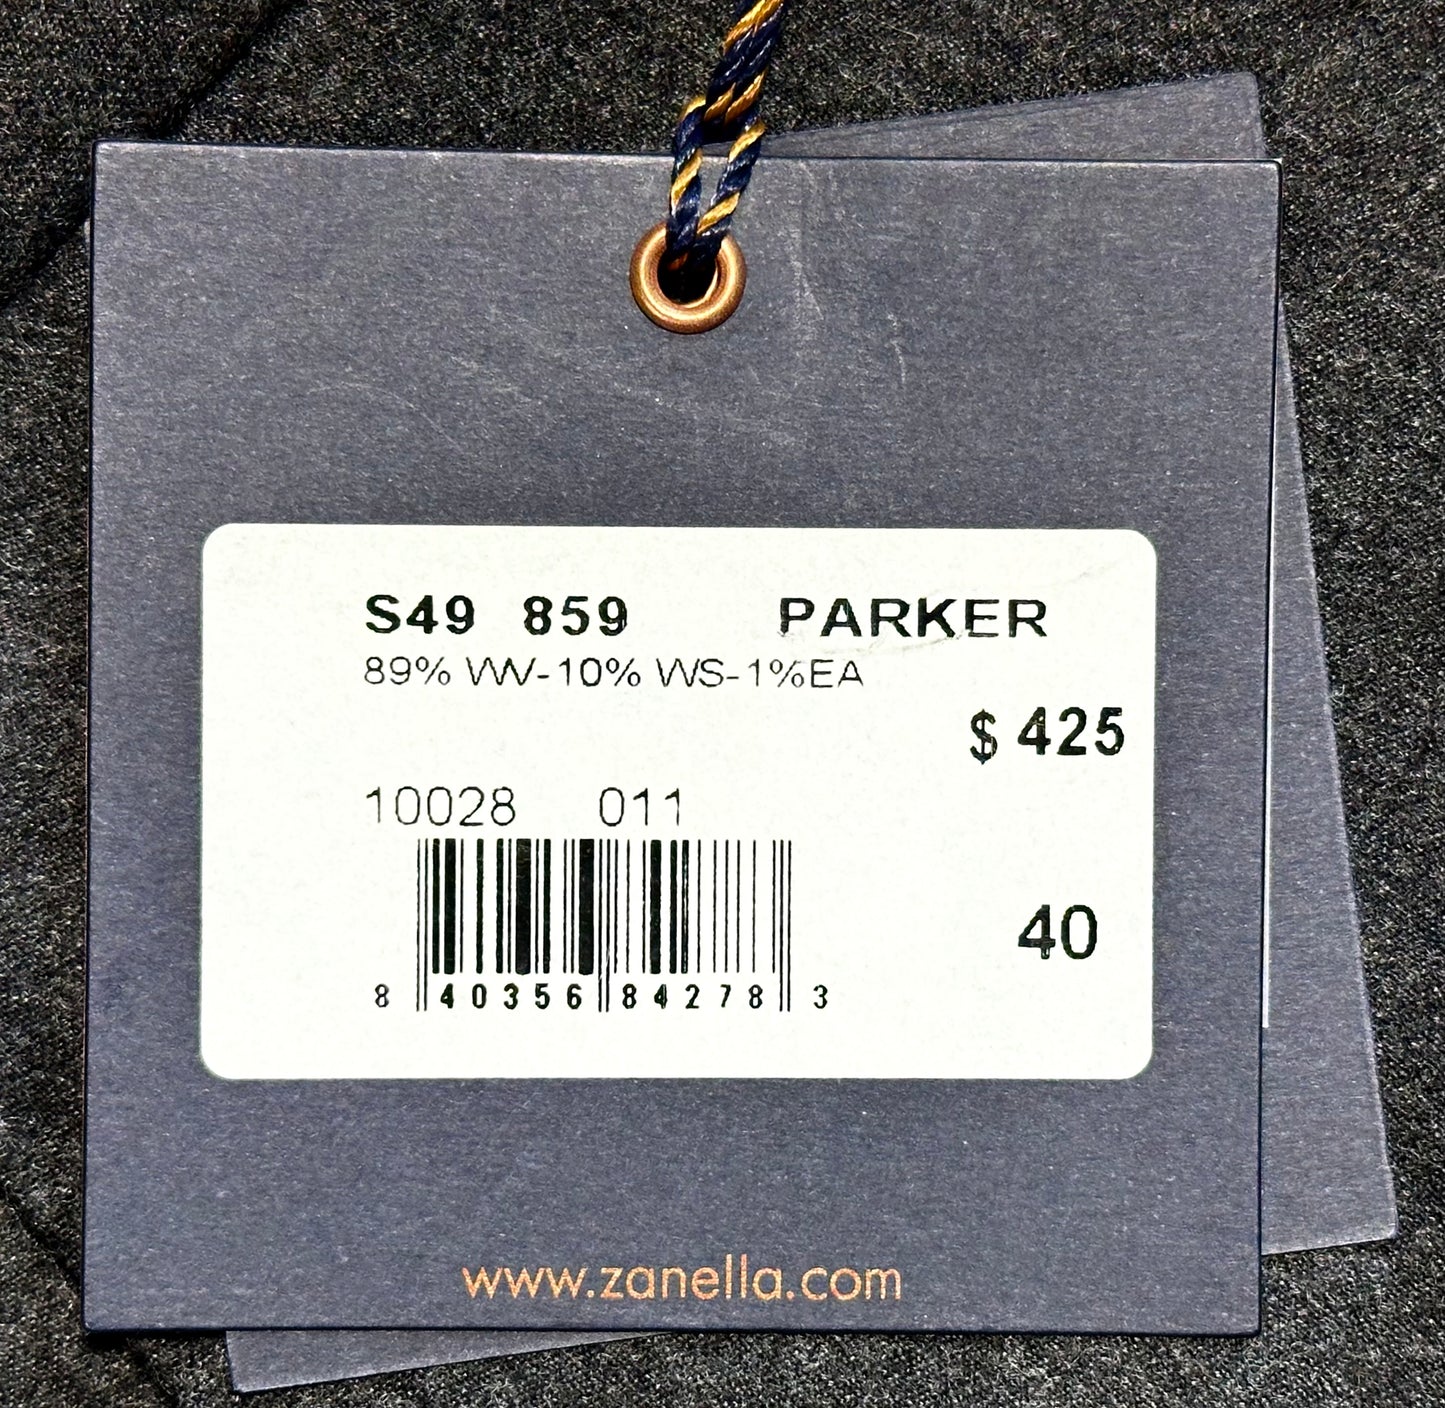 S49 859 PARKER
89% WV-10% WS-1%EA
$ 425
10028 011
40
8 40356 84278 3
www.zanella.com